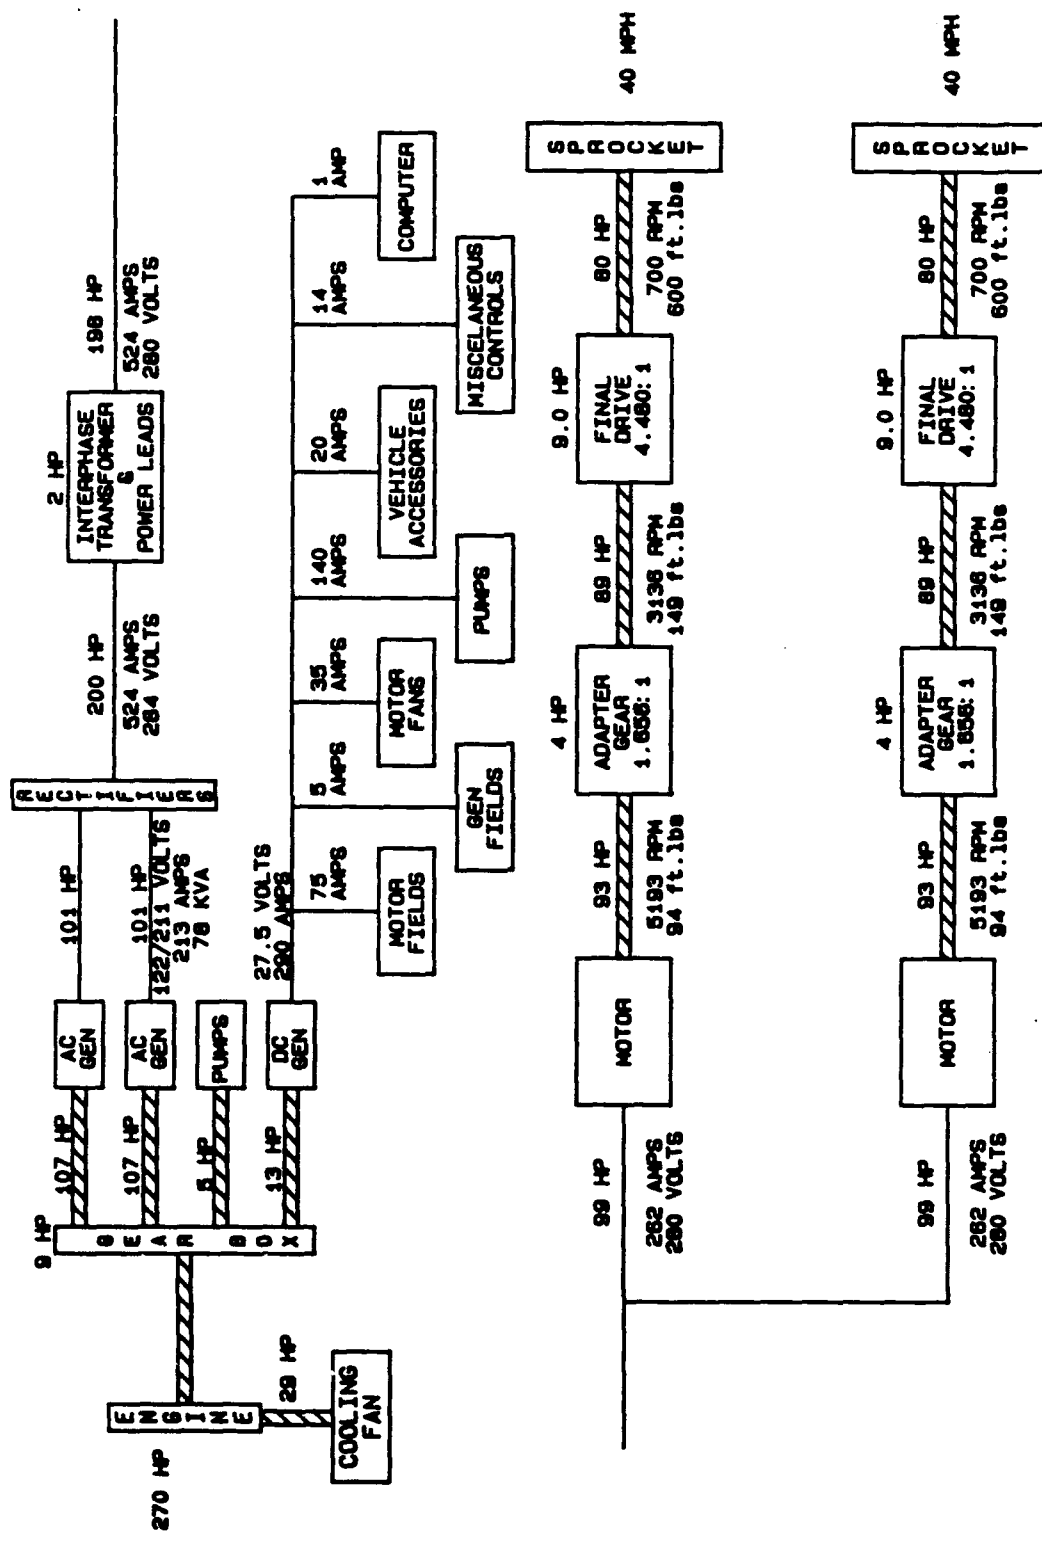 270 HP
ENGINE
29 HP
COOLING
FAN
9 HP
GEAR BOX
107 HP
107 HP
5 HP
13 HP
AC
GEN
AC
GEN
PUMPS
DC
GEN
101 HP
101 HP
122/211 VOLTS
213 AMPS
78 KVA
RECTIFIERS
200 HP
524 AMPS
284 VOLTS
2 HP
INTERPHASE
TRANSFORMER
&
POWER LEADS
198 HP
524 AMPS
280 VOLTS
27.5 VOLTS
290 AMPS
75
AMPS
MOTOR
FIELDS
5
AMPS
GEN
FIELDS
35
AMPS
MOTOR
FANS
140
AMPS
PUMPS
20
AMPS
VEHICLE
ACCESSORIES
14
AMPS
MISCELANEOUS
CONTROLS
1
AMP
COMPUTER
99 HP
262 AMPS
280 VOLTS
MOTOR
93 HP
5193 RPM
94 ft.lbs
4 HP
ADAPTER
GEAR
1.656:1
89 HP
3136 RPM
149 ft.lbs
9.0 HP
FINAL
DRIVE
4.480:1
80 HP
700 RPM
600 ft.lbs
SPROCKET
40 MPH
99 HP
262 AMPS
280 VOLTS
MOTOR
93 HP
5193 RPM
94 ft.lbs
4 HP
ADAPTER
GEAR
1.656:1
89 HP
3136 RPM
149 ft.lbs
9.0 HP
FINAL
DRIVE
4.480:1
80 HP
700 RPM
600 ft.lbs
SPROCKET
40 MPH